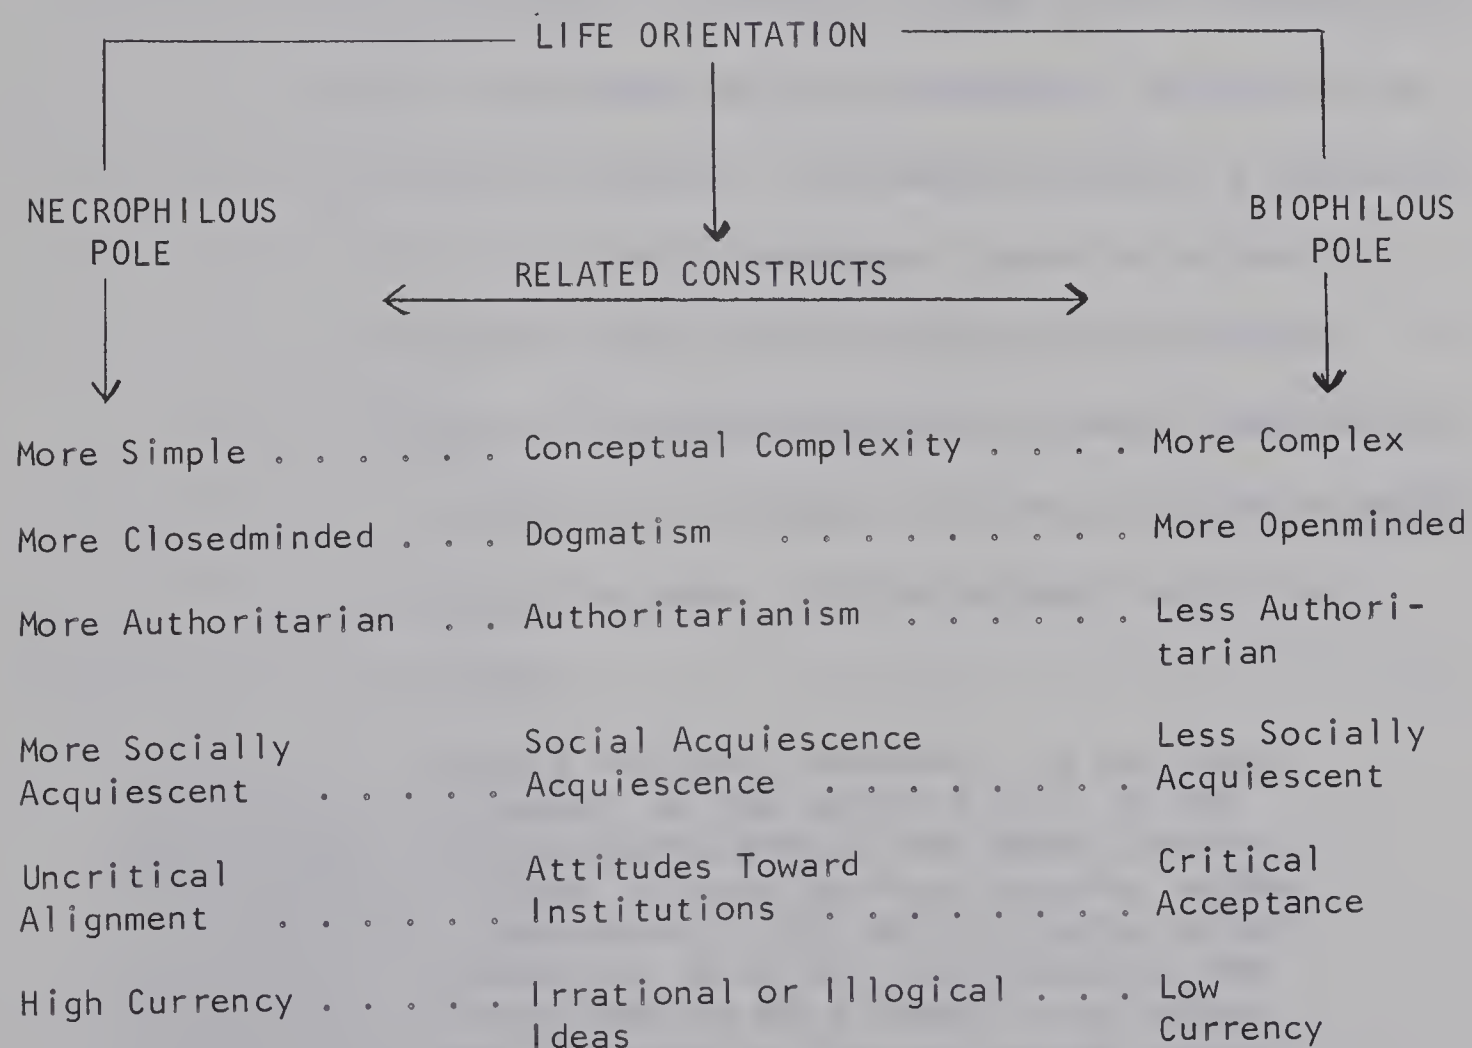 LIFE ORIENTATION
NECROPHILOUS
POLE
BIOPHILOUS
POLE
RELATED CONSTRUCTS
More Simple . . . . . . Conceptual Complexity . . . . More Complex
More Closedminded . . . Dogmatism . . . . . . . . . More Openminded
More Authoritarian . . Authoritarianism . . . . . . Less Authori-
tarian
More Socially Social Acquiescence Less Socially
Acquiescent . . . . . Acquiescence . . . . . . . . Acquiescent
Uncritical Attitudes Toward Critical
Alignment . . . . . . Institutions . . . . . . . . Acceptance
High Currency . . . . . Irrational or Illogical . . . Low
Ideas Currency